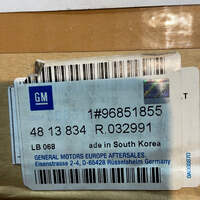 GM
1#96851855
48 13 834 R.032991
LB 068 ade in South Korea
GENERAL MOTORS EUROPE AFTERSALES.
Eisenstrasse 2-4, D-65428 Rüsselsheim Germany